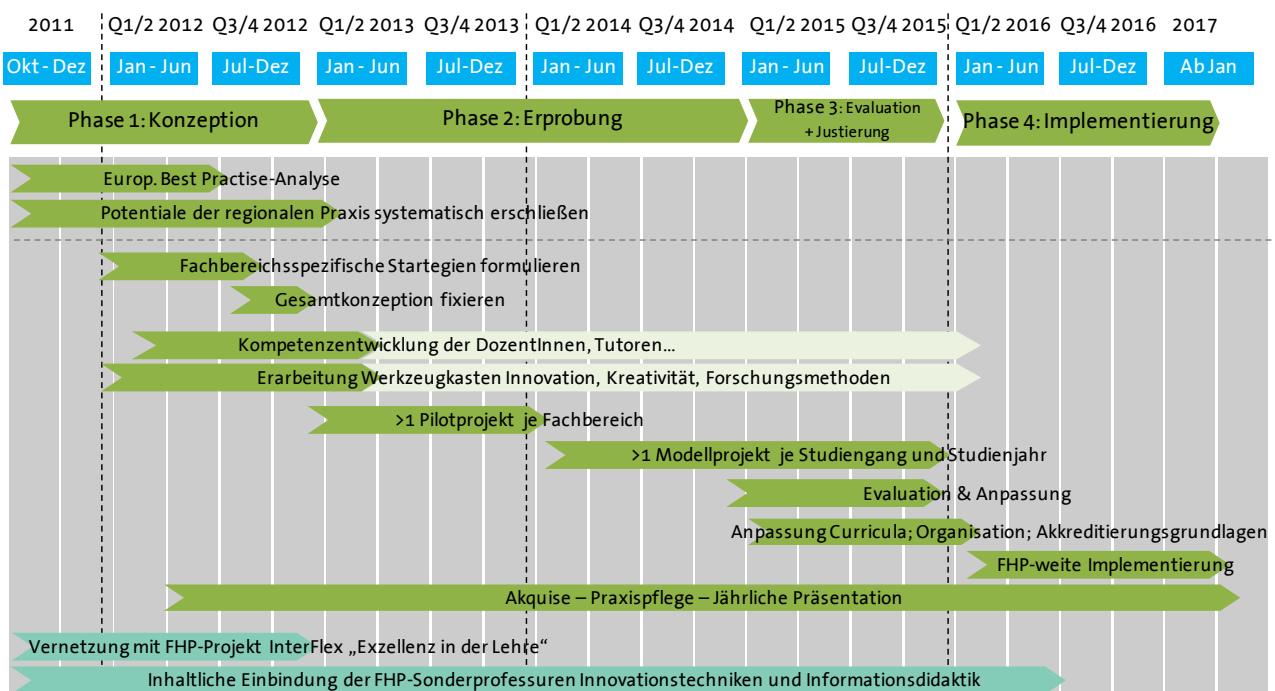 2011 Q1/2 2012 Q3/4 2012 Q1/2 2013 Q3/4 2013 Q1/2 2014 Q3/4 2014 Q1/2 2015 Q3/4 2015 Q1/2 2016 Q3/4 2016 2017
Okt - Dez Jan - Jun Jul-Dez Jan - Jun Jul-Dez Jan - Jun Jul-Dez Jan - Jun Jul-Dez Jan - Jun Jul-Dez Ab Jan
Phase 1: Konzeption
Phase 2: Erprobung
Phase 3: Evaluation
+ Justierung
Phase 4: Implementierung
Europ. Best Practise-Analyse
Potentiale der regionalen Praxis systematisch erschließen
Fachbereichsspezifische Startegien formulieren
Gesamtkonzeption fixieren
Kompetenzentwicklung der DozentInnen, Tutoren...
Erarbeitung Werkzeugkasten Innovation, Kreativität, Forschungsmethoden
>1 Pilotprojekt je Fachbereich
>1 Modellprojekt je Studiengang und Studienjahr
Evaluation & Anpassung
Anpassung Curricula; Organisation; Akkreditierungsgrundlagen
FHP-weite Implementierung
Akquise – Praxispflege – Jährliche Präsentation
Vernetzung mit FHP-Projekt InterFlex „Exzellenz in der Lehre“
Inhaltliche Einbindung der FHP-Sonderprofessuren Innovationstechniken und Informationsdidaktik